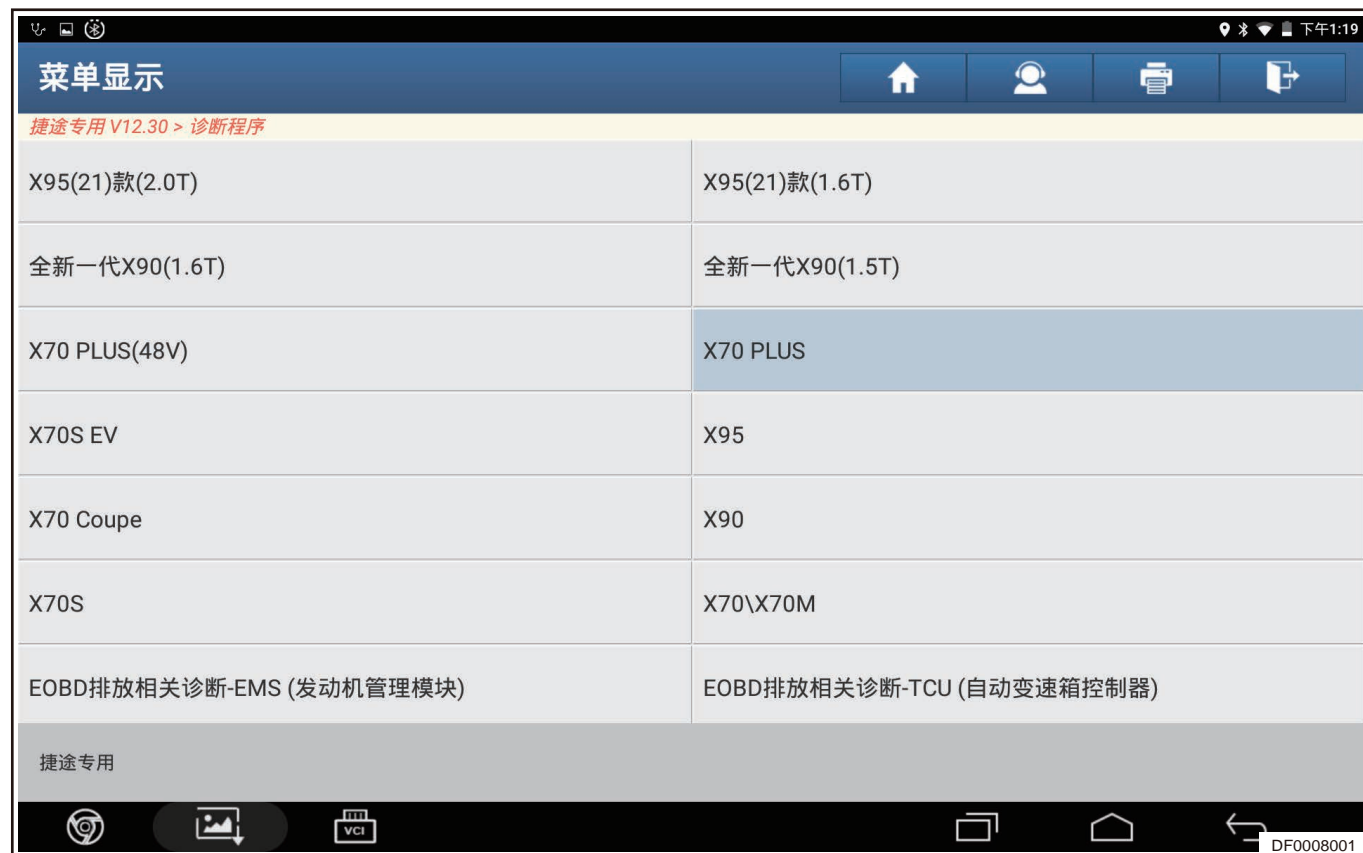 下午1:19
菜单显示
捷途专用 V12.30 > 诊断程序
X95(21)款(2.0T)
X95(21)款(1.6T)
全新一代X90(1.6T)
全新一代X90(1.5T)
X70 PLUS(48V)
X70 PLUS
X70S EV
X95
X70 Coupe
X90
X70S
X70\X70M
EOBD排放相关诊断-EMS (发动机管理模块)
EOBD排放相关诊断-TCU (自动变速箱控制器)
捷途专用
VCI
DF0008001